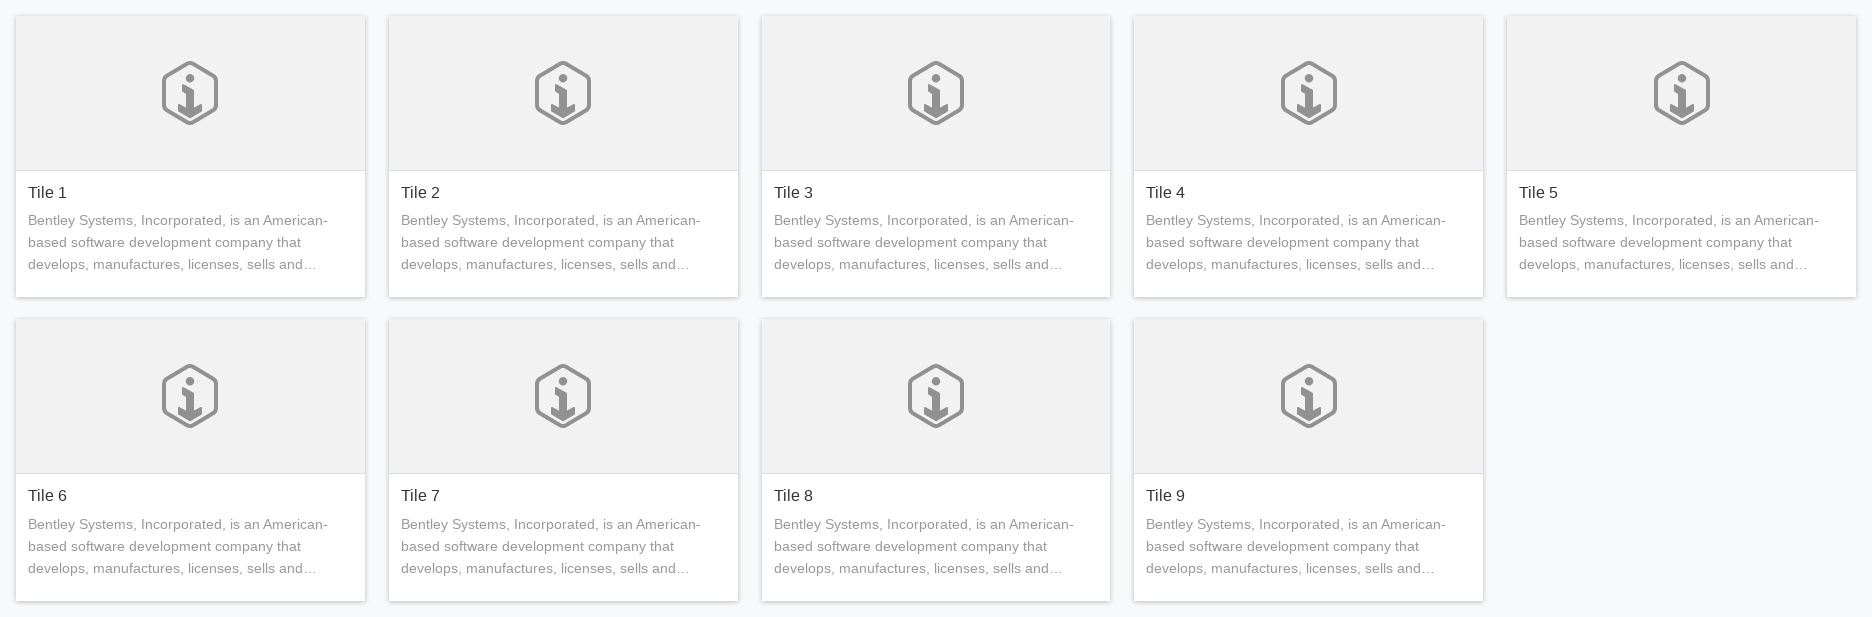 Tile 1
Bentley Systems, Incorporated, is an American-
based software development company that
develops, manufactures, licenses, sells and…
Tile 2
Bentley Systems, Incorporated, is an American-
based software development company that
develops, manufactures, licenses, sells and…
Tile 3
Bentley Systems, Incorporated, is an American-
based software development company that
develops, manufactures, licenses, sells and…
Tile 4
Bentley Systems, Incorporated, is an American-
based software development company that
develops, manufactures, licenses, sells and…
Tile 5
Bentley Systems, Incorporated, is an American-
based software development company that
develops, manufactures, licenses, sells and…
Tile 6
Bentley Systems, Incorporated, is an American-
based software development company that
develops, manufactures, licenses, sells and…
Tile 7
Bentley Systems, Incorporated, is an American-
based software development company that
develops, manufactures, licenses, sells and…
Tile 8
Bentley Systems, Incorporated, is an American-
based software development company that
develops, manufactures, licenses, sells and…
Tile 9
Bentley Systems, Incorporated, is an American-
based software development company that
develops, manufactures, licenses, sells and…